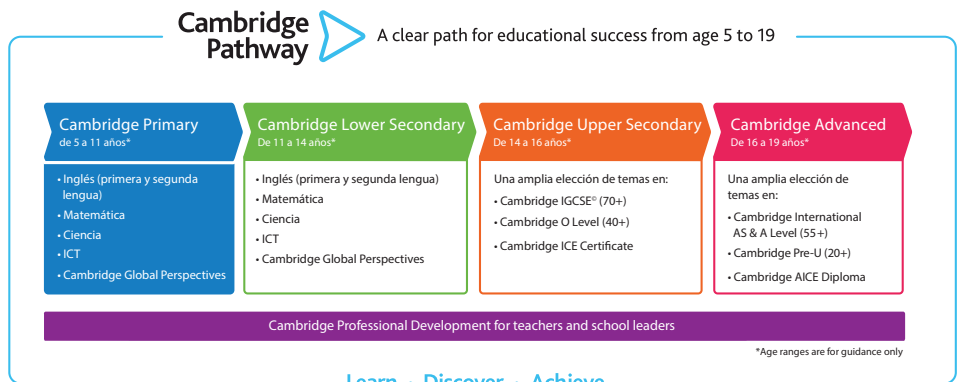 Cambridge
Pathway
A clear path for educational success from age 5 to 19
Cambridge Primary
de 5 a 11 años*
• Inglés (primera y segunda
lengua)
• Matemática
• Ciencia
• ICT
• Cambridge Global Perspectives
Cambridge Lower Secondary
De 11 a 14 años*
• Inglés (primera y segunda lengua)
• Matemática
• Ciencia
• ICT
• Cambridge Global Perspectives
Cambridge Upper Secondary
De 14 a 16 años*
Una amplia elección de temas en:
• Cambridge IGCSE© (70+)
• Cambridge O Level (40+)
• Cambridge ICE Certificate
Cambridge Advanced
De 16 a 19 años*
Una amplia elección de
temas en:
• Cambridge International
AS & A Level (55+)
• Cambridge Pre-U (20+)
• Cambridge AICE Diploma
Cambridge Professional Development for teachers and school leaders
*Age ranges are for guidance only
Learn • Discover • Achieve